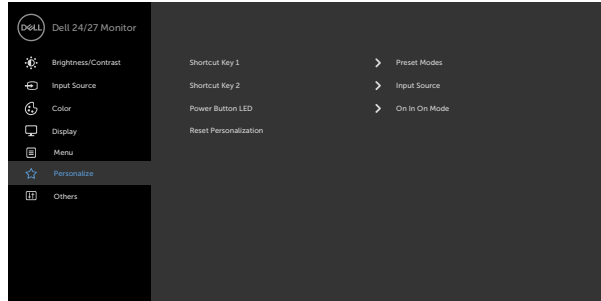 DELL Dell 24/27 Monitor
Brightness/Contrast Shortcut Key 1 Preset Modes
Input Source Shortcut Key 2 Input Source
Color Power Button LED On In On Mode
Display Reset Personalization
Menu
Personalize
Others